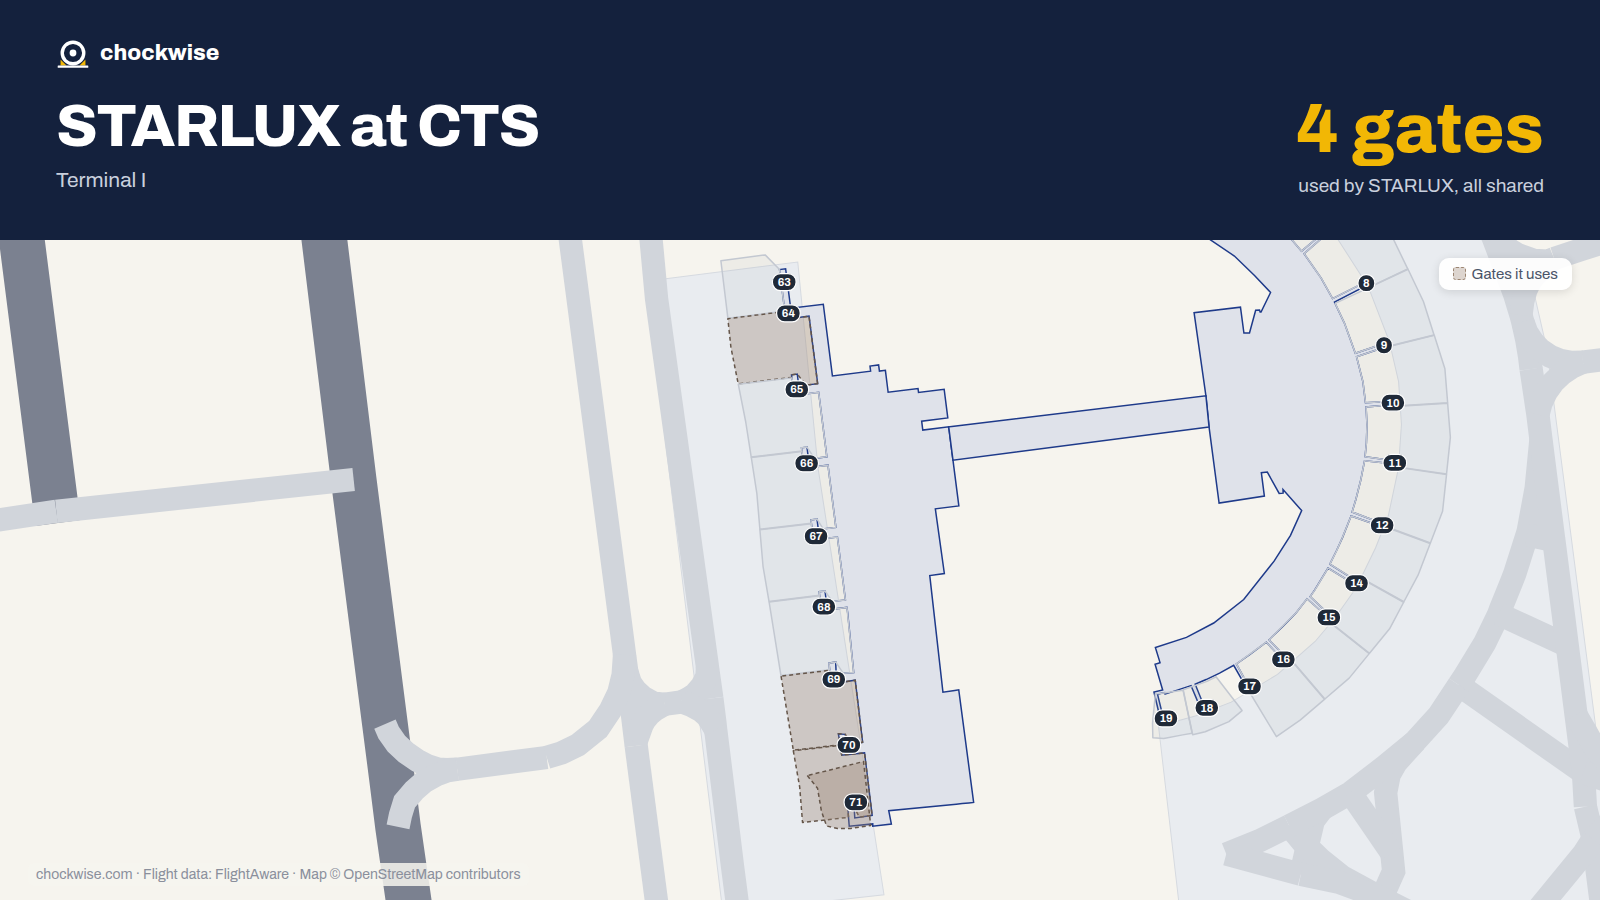 chockwise
STARLUX at CTS
Terminal I
4 gates
used by STARLUX, all shared
Gates it uses
63
64
65
66
67
68
69
70
71
8
9
10
11
12
14
15
16
17
18
19
chockwise.com · Flight data: FlightAware · Map © OpenStreetMap contributors